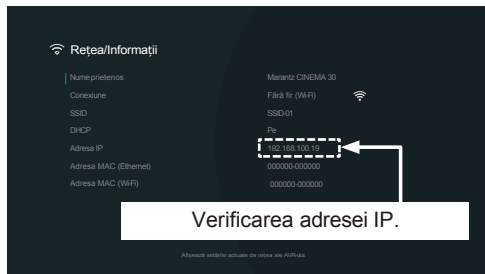 Rețea/Informații
Nume prietenos Marantz CINEMA 30
Conexiune Fără fir (Wi-Fi)
SSID SSID-01
DHCP Pe
Adresa IP 192.168.100.19
Adresa MAC (Ethernet) 000000-000000
Adresa MAC (Wi-Fi) 000000-000000
Verificarea adresei IP.
Afișează setările actuale de rețea ale AVR-ului.